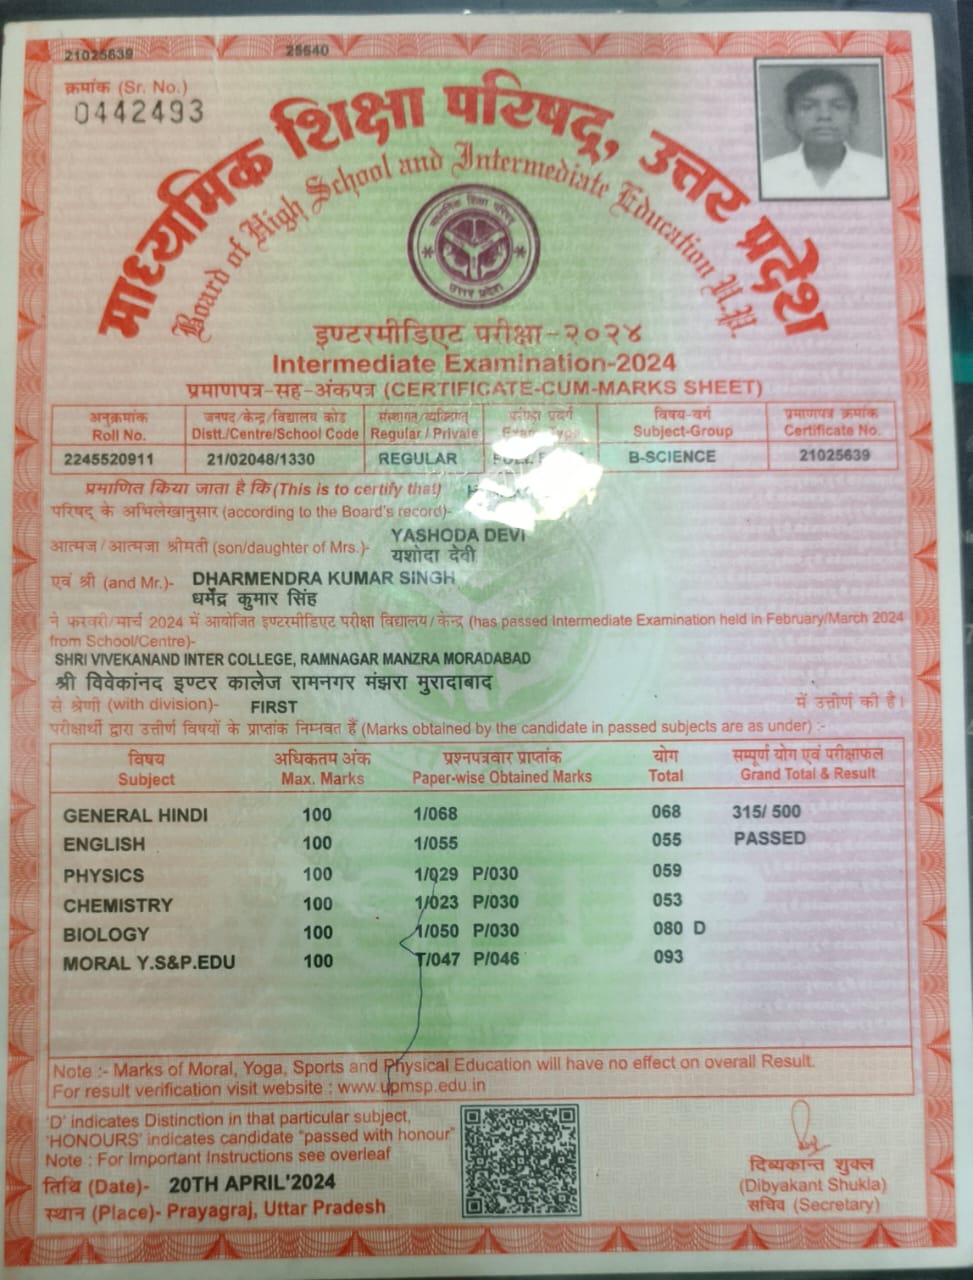 21025639 25640
क्रमांक (Sr. No.)
0442493
माध्यमिक शिक्षा परिषद्, उत्तर प्रदेश
Board of High School and Intermediate Education U.P.
माध्यमिक शिक्षा परिषद्
उत्तर प्रदेश
इण्टरमीडिएट परीक्षा-२०२४
Intermediate Examination-2024
प्रमाणपत्र-सह-अंकपत्र (CERTIFICATE-CUM-MARKS SHEET)
अनुक्रमांक जनपद/केन्द्र/विद्यालय कोड संस्थागत/व्यक्तिगत परीक्षा प्रकार विषय-वर्ग प्रमाणपत्र क्रमांक
Roll No. Distt./Centre/School Code Regular / Private Type Subject-Group Certificate No.
2245520911 21/02048/1330 REGULAR B-SCIENCE 21025639
प्रमाणित किया जाता है कि (This is to certify that)
परिषद् के अभिलेखानुसार (according to the Board's record)-
YASHODA DEVI
आत्मज/आत्मजा श्रीमती (son/daughter of Mrs.)- यशोदा देवी
एवं श्री (and Mr.)- DHARMENDRA KUMAR SINGH
धर्मेंद्र कुमार सिंह
ने फरवरी/मार्च 2024 में आयोजित इण्टरमीडिएट परीक्षा विद्यालय/केन्द्र (has passed Intermediate Examination held in February/March 2024
from School/Centre)-
SHRI VIVEKANAND INTER COLLEGE, RAMNAGAR MANZRA MORADABAD
श्री विवेकांनद इण्टर कालेज रामनगर मंझरा मुरादाबाद
से श्रेणी (with division)- FIRST में उत्तीर्ण की है।
परीक्षार्थी द्वारा उत्तीर्ण विषयों के प्राप्तांक निम्नवत हैं (Marks obtained by the candidate in passed subjects are as under) :-
विषय अधिकतम अंक प्रश्नपत्रवार प्राप्तांक योग सम्पूर्ण योग एवं परीक्षाफल
Subject Max. Marks Paper-wise Obtained Marks Total Grand Total & Result
GENERAL HINDI 100 1/068 068 315/ 500
ENGLISH 100 1/055 055 PASSED
PHYSICS 100 1/029 P/030 059
CHEMISTRY 100 1/023 P/030 053
BIOLOGY 100 1/050 P/030 080 D
MORAL Y.S&P.EDU 100 T/047 P/046 093
Note :- Marks of Moral, Yoga, Sports and Physical Education will have no effect on overall Result.
For result verification visit website : www.upmsp.edu.in
'D' indicates Distinction in that particular subject,
'HONOURS' indicates candidate "passed with honour"
Note : For Important Instructions see overleaf
तिथि (Date)- 20TH APRIL'2024
स्थान (Place)- Prayagraj, Uttar Pradesh
दिब्यकान्त शुक्ल
(Dibyakant Shukla)
सचिव (Secretary)